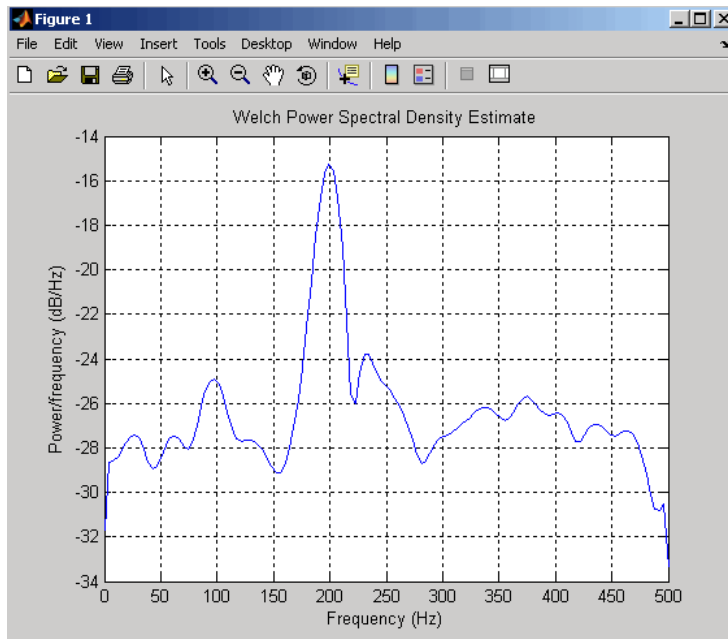 Figure 1
File Edit View Insert Tools Desktop Window Help
Welch Power Spectral Density Estimate
-14
-16
-18
-20
-22
-24
-26
-28
-30
-32
-34
Power/frequency (dB/Hz)
0 50 100 150 200 250 300 350 400 450 500
Frequency (Hz)